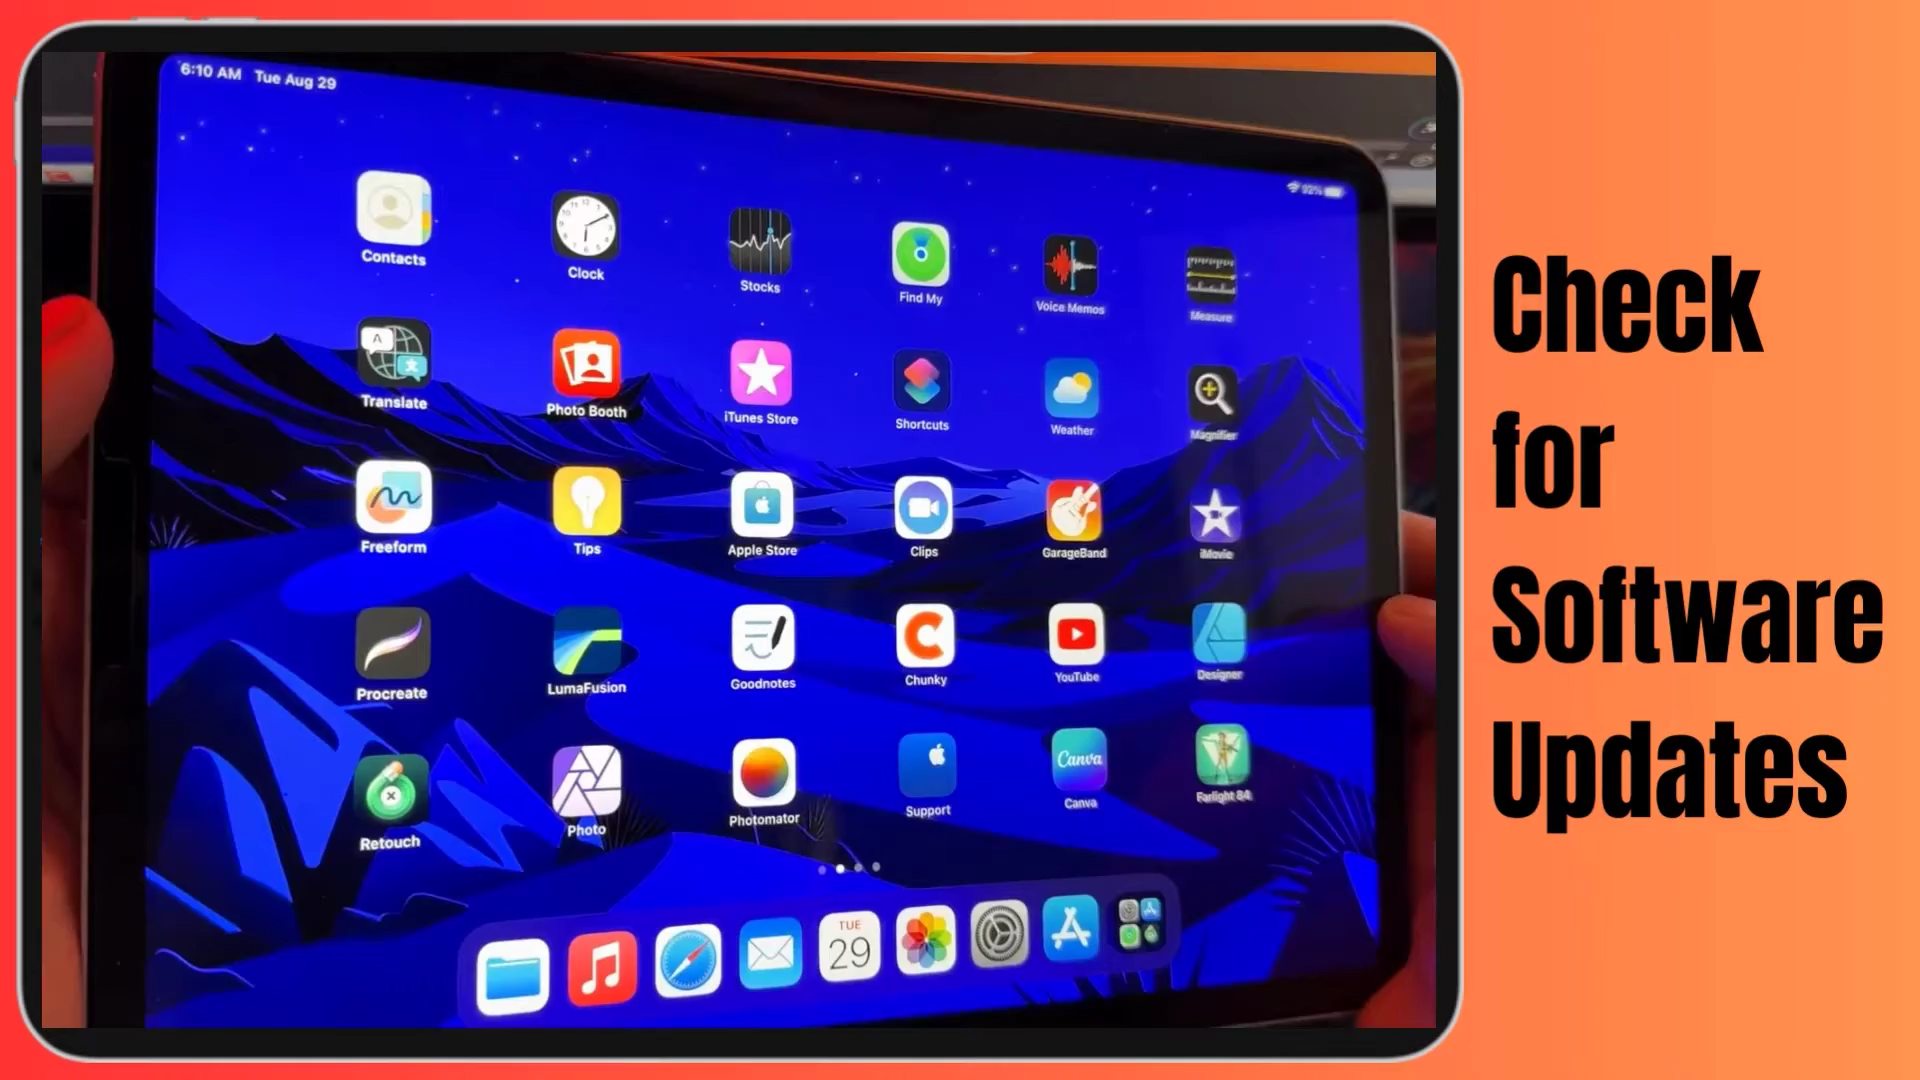 6:10 AM Tue Aug 29
92%
Contacts
Clock
Stocks
Find My
Voice Memos
Measure
Translate
Photo Booth
iTunes Store
Shortcuts
Weather
Magnifier
Freeform
Tips
Apple Store
Clips
GarageBand
iMovie
Procreate
LumaFusion
Goodnotes
Chunky
YouTube
Designer
Retouch
Photo
Photomator
Support
Canva
Canva
Farlight 84
TUE
29
Check
for
Software
Updates